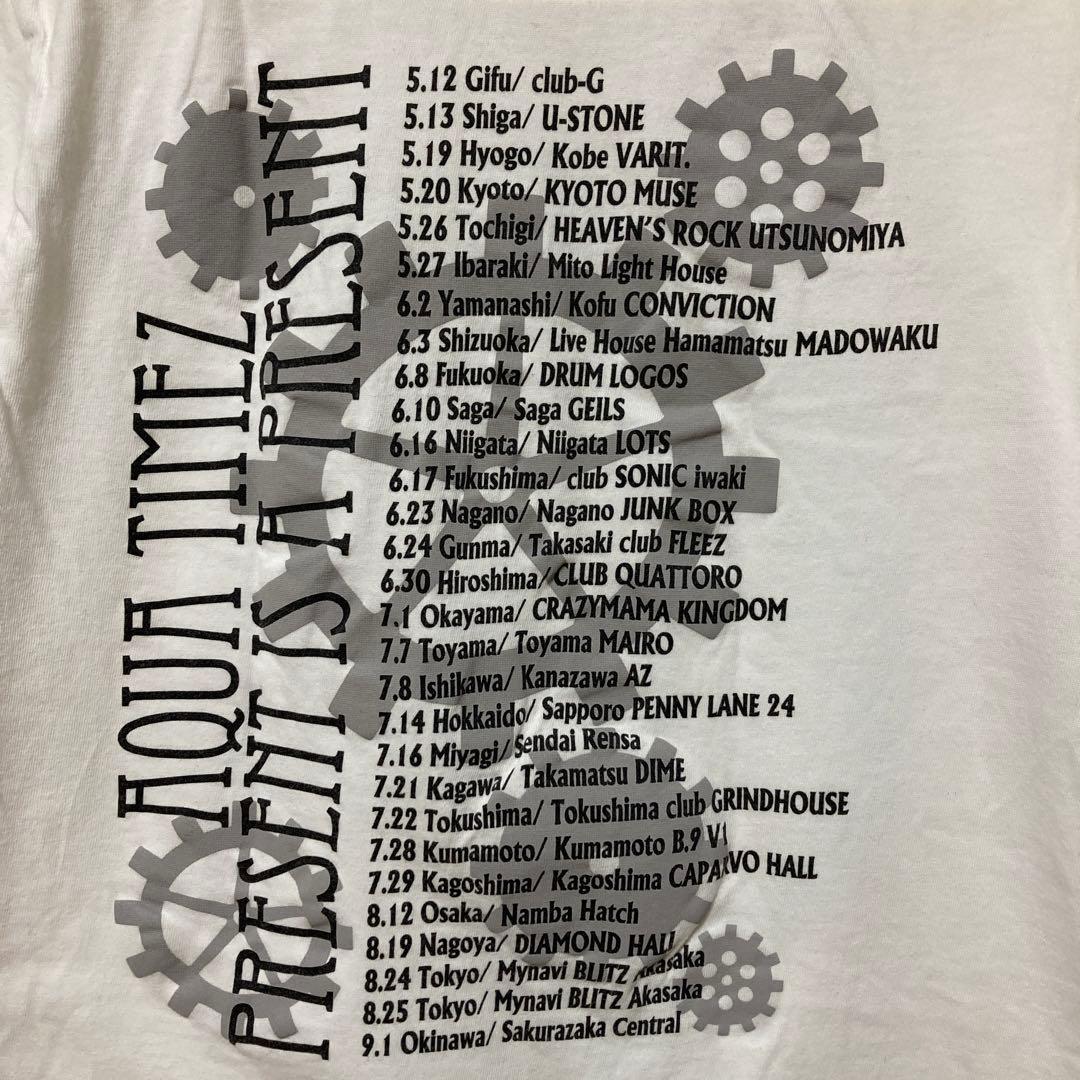 AQUA TIMEZ
PRESENT IS A PRESENT
5.12 Gifu/ club-G
5.13 Shiga/ U-STONE
5.19 Hyogo/ Kobe VARIT.
5.20 Kyoto/ KYOTO MUSE
5.26 Tochigi/ HEAVEN'S ROCK UTSUNOMIYA
5.27 Ibaraki/ Mito Light House
6.2 Yamanashi/ Kofu CONVICTION
6.3 Shizuoka/ Live House Hamamatsu MADOWAKU
6.8 Fukuoka/ DRUM LOGOS
6.10 Saga/ Saga GEILS
6.16 Niigata/ Niigata LOTS
6.17 Fukushima/ club SONIC iwaki
6.23 Nagano/ Nagano JUNK BOX
6.24 Gunma/ Takasaki club FLEEZ
6.30 Hiroshima/ CLUB QUATTORO
7.1 Okayama/ CRAZYMAMA KINGDOM
7.7 Toyama/ Toyama MAIRO
7.8 Ishikawa/ Kanazawa AZ
7.14 Hokkaido/ Sapporo PENNY LANE 24
7.16 Miyagi/ Sendai Rensa
7.21 Kagawa/ Takamatsu DIME
7.22 Tokushima/ Tokushima club GRINDHOUSE
7.28 Kumamoto/ Kumamoto B.9 V1
7.29 Kagoshima/ Kagoshima CAPARVO HALL
8.12 Osaka/ Namba Hatch
8.19 Nagoya/ DIAMOND HALL
8.24 Tokyo/ Mynavi BLITZ Akasaka
8.25 Tokyo/ Mynavi BLITZ Akasaka
9.1 Okinawa/ Sakurazaka Central